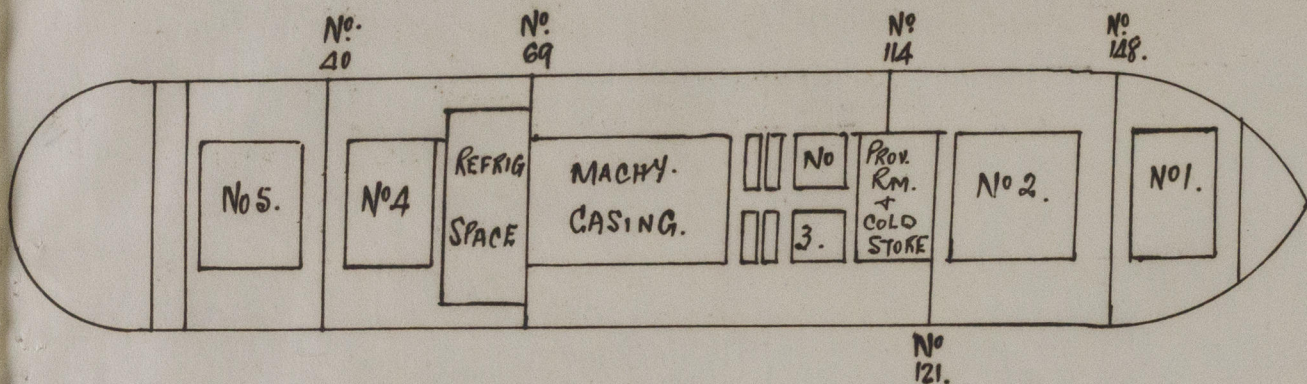 Nº.
40
Nº.
69
Nº
114
Nº
148.
Nº 5.
Nº 4
REFRIG
SPACE
MACHY.
CASING.
Nº
3.
PROV.
RM.
&
COLD
STORE
Nº 2.
Nº 1.
Nº
121.